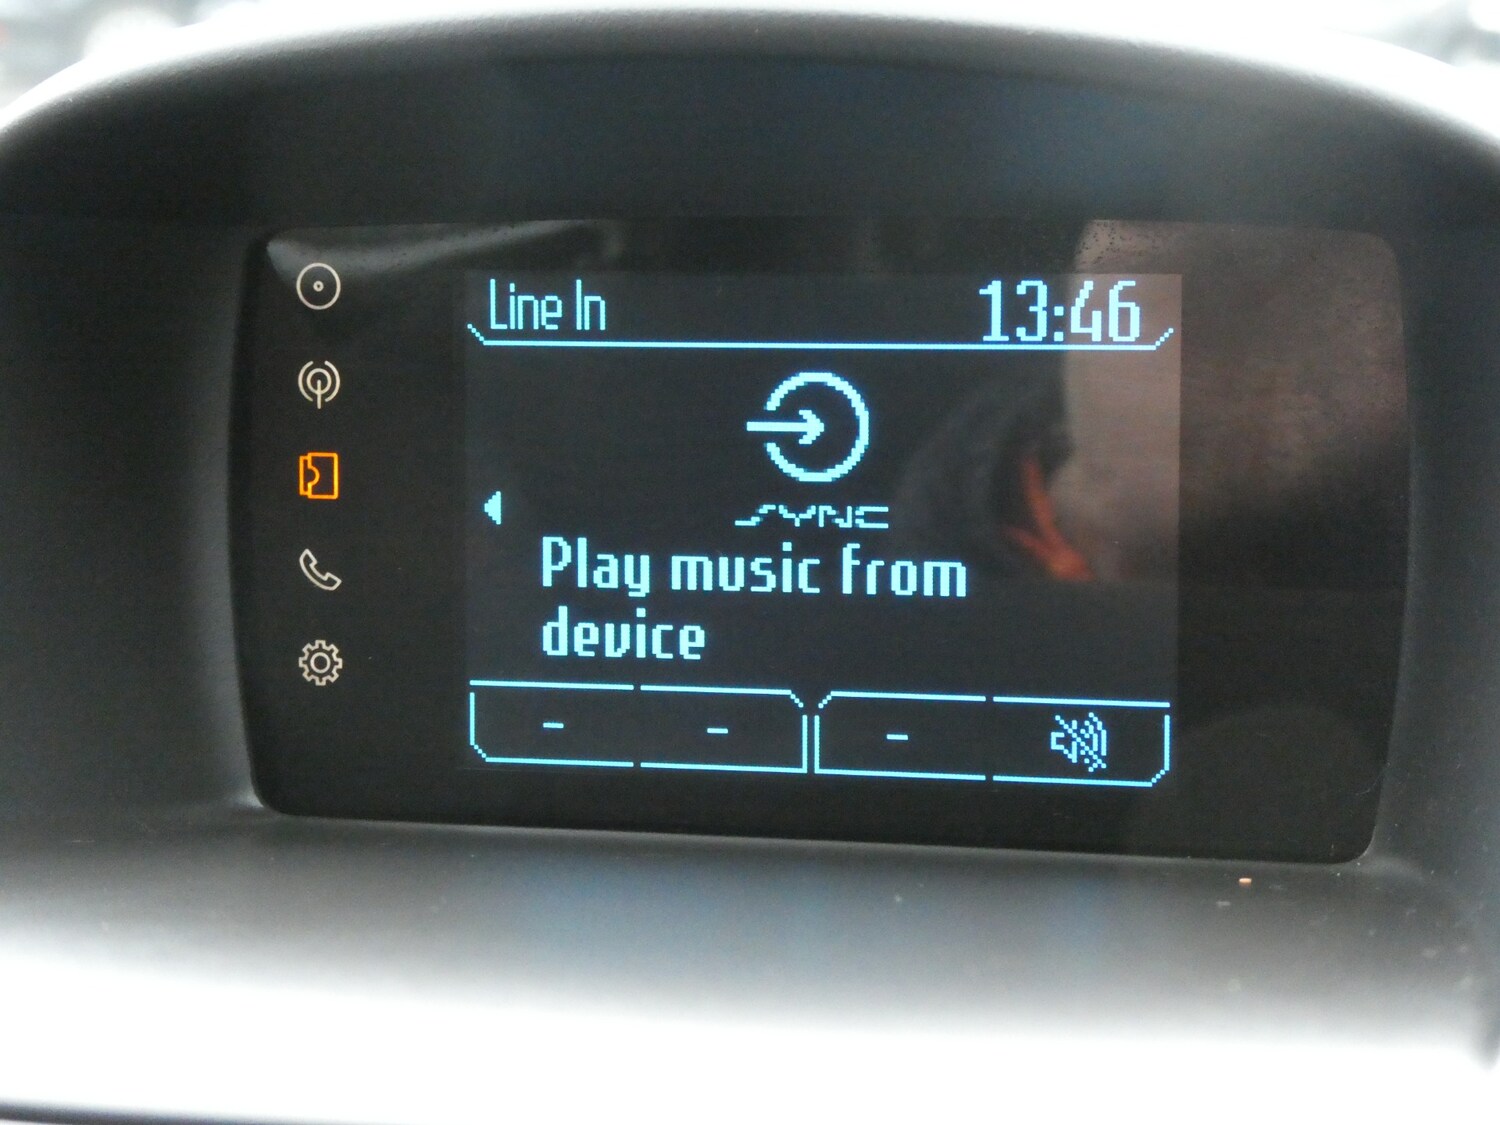 Line In 13:46
SYNC
Play music from
device
- - -